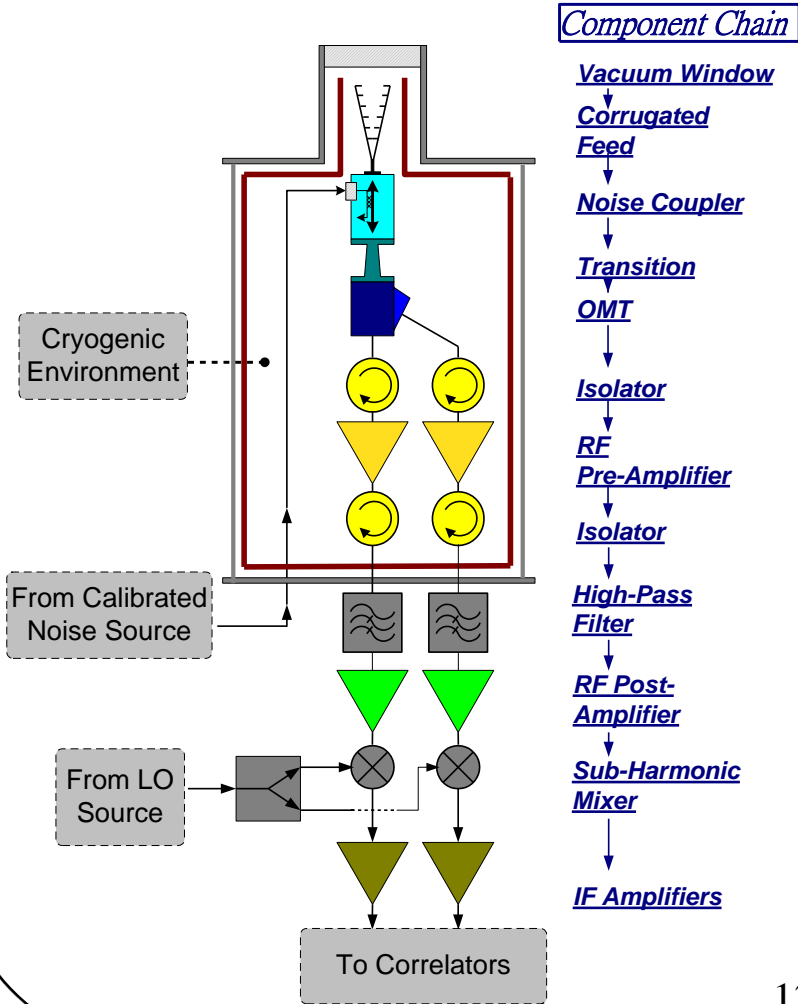 Component Chain
Vacuum Window
Corrugated
Feed
Noise Coupler
Transition
OMT
Isolator
RF
Pre-Amplifier
Isolator
High-Pass
Filter
RF Post-
Amplifier
Sub-Harmonic
Mixer
IF Amplifiers
Cryogenic
Environment
From Calibrated
Noise Source
From LO
Source
To Correlators